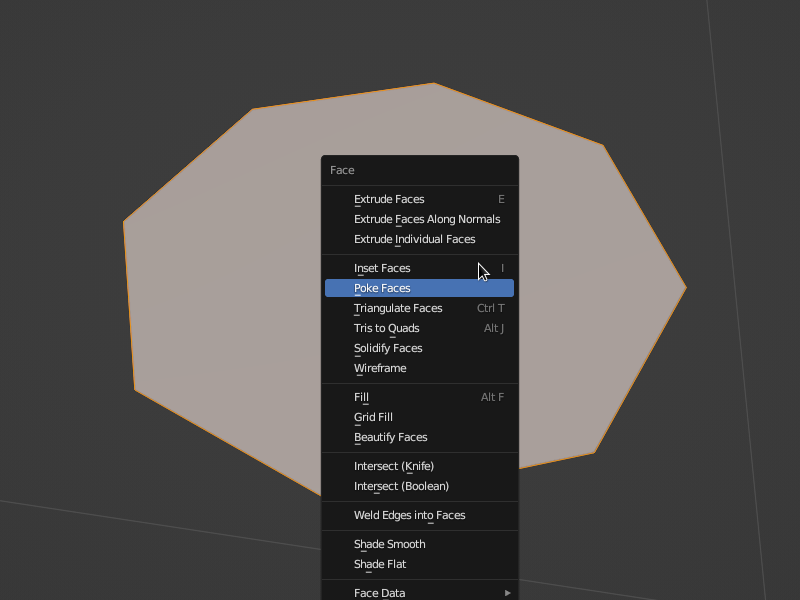 Face
Extrude Faces E
Extrude Faces Along Normals
Extrude Individual Faces
Inset Faces I
Poke Faces
Triangulate Faces Ctrl T
Tris to Quads Alt J
Solidify Faces
Wireframe
Fill Alt F
Grid Fill
Beautify Faces
Intersect (Knife)
Intersect (Boolean)
Weld Edges into Faces
Shade Smooth
Shade Flat
Face Data